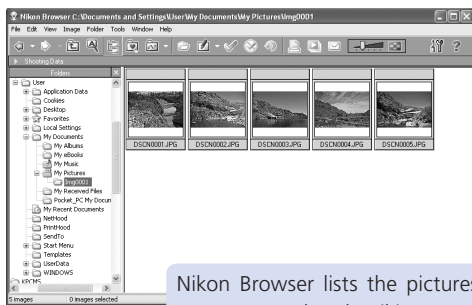 Nikon Browser C:\Documents and Settings\User\My Documents\My Pictures\Img0001
File Edit View Image Folder Tools Window Help
Shooting Data
Folders
User
Application Data
Cookies
Desktop
Favorites
Local Settings
My Documents
My Albums
My eBooks
My Music
My Pictures
Img0001
My Received Files
Pocket_PC My Docum
My Recent Documents
NetHood
PrintHood
SendTo
Start Menu
Templates
UserData
WINDOWS
KPCMS
DSCN0001.JPG DSCN0002.JPG DSCN0003.JPG DSCN0004.JPG DSCN0005.JPG
5 images 0 images selected
Nikon Browser lists the pictures